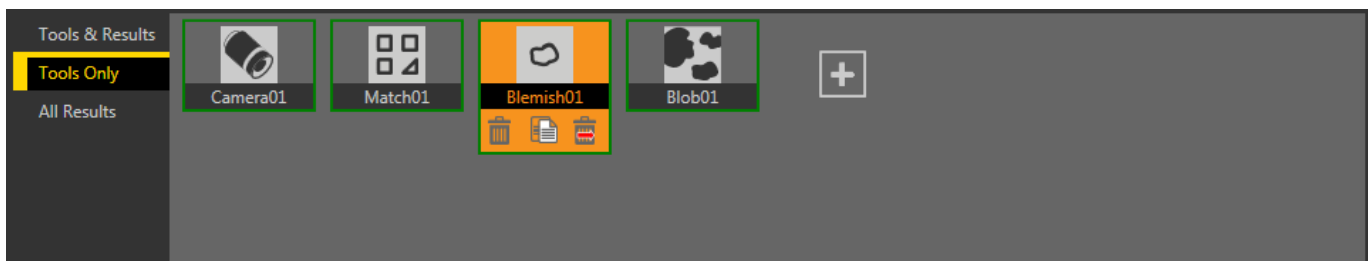 Tools & Results
Tools Only
All Results
Camera01
Match01
Blemish01
Blob01